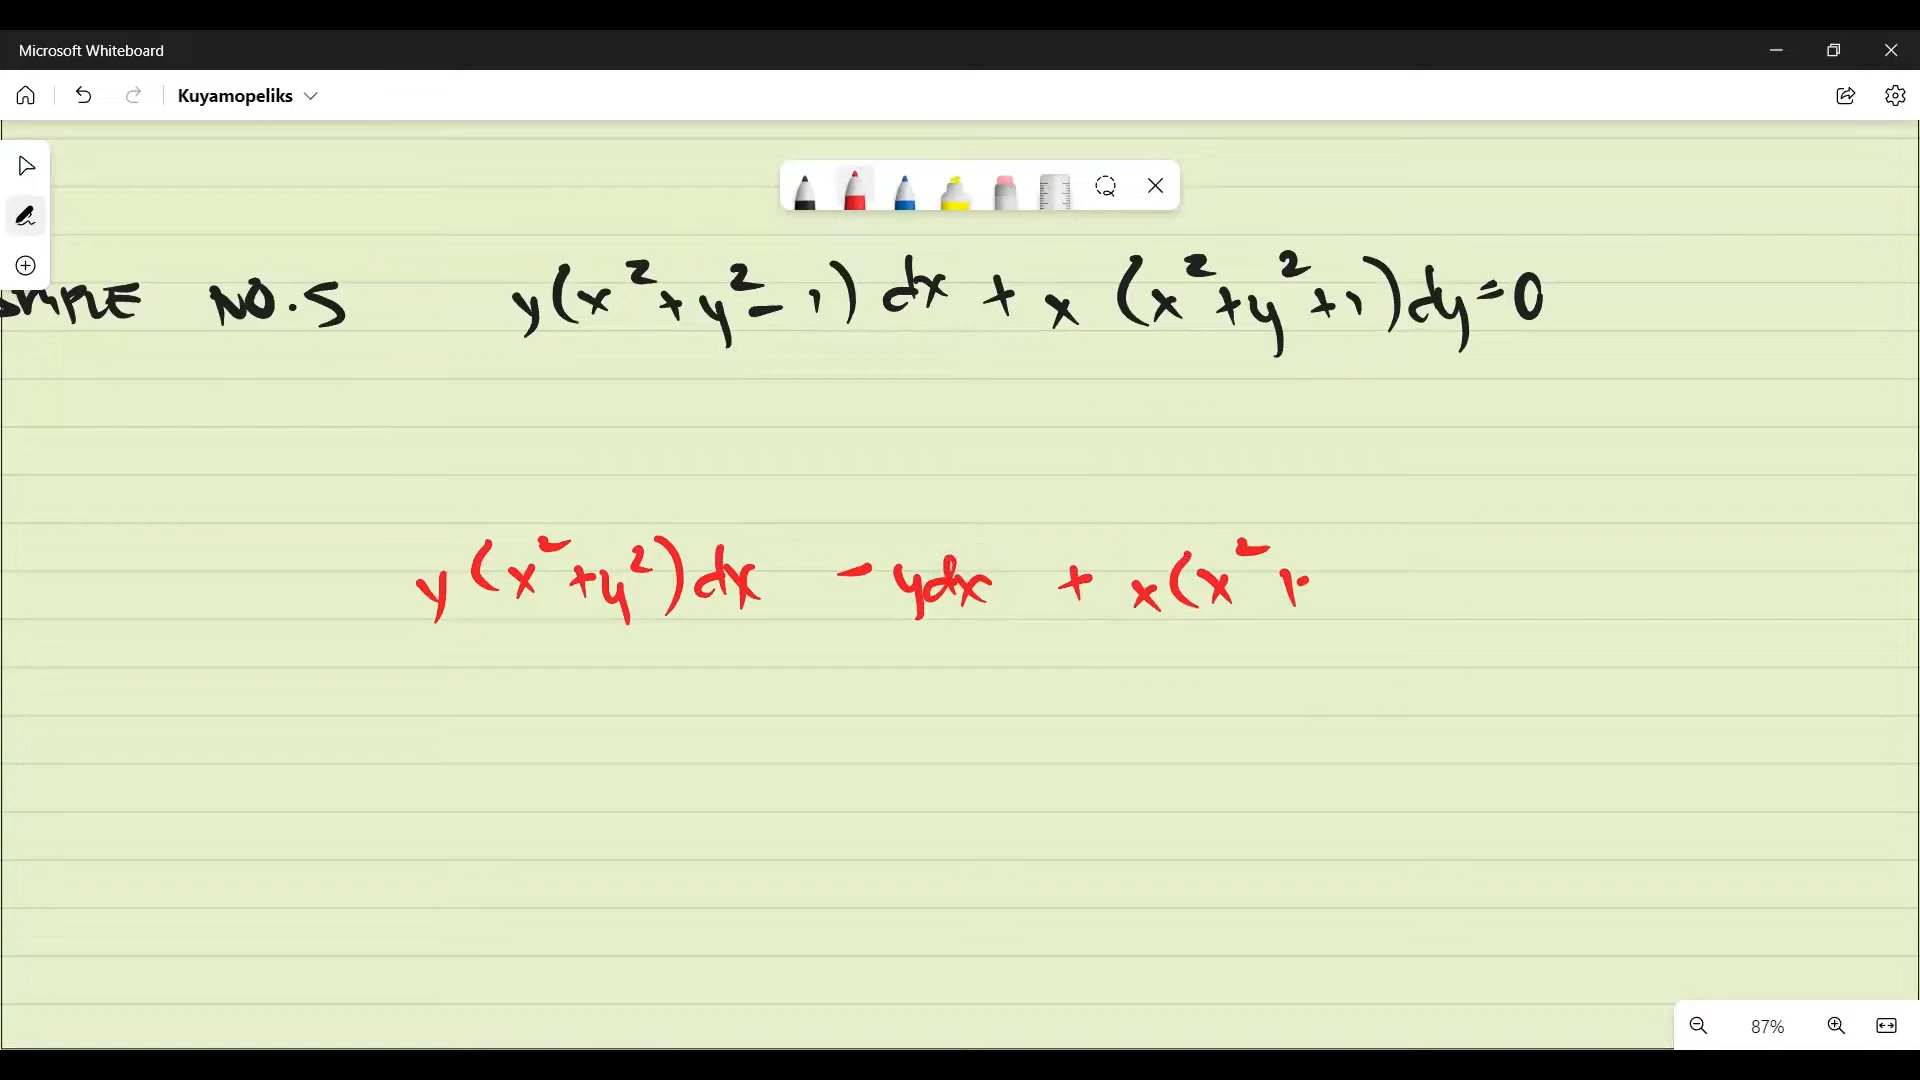 Microsoft Whiteboard
Kuyamopeliks
NO.5 y(x²+y²-1)dx + x(x²+y²+1)dy=0
y(x²+y²)dx - ydx + x(x²
87%